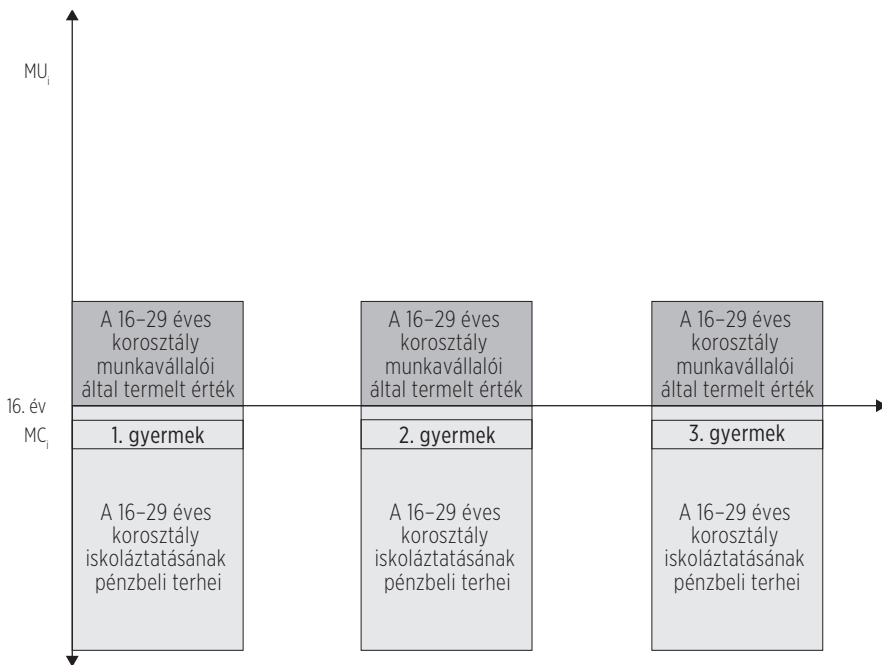 MUᵢ
A 16–29 éves
korosztály
munkavállalói
által termelt érték
A 16–29 éves
korosztály
munkavállalói
által termelt érték
A 16–29 éves
korosztály
munkavállalói
által termelt érték
16. év
MCᵢ
1. gyermek
2. gyermek
3. gyermek
A 16–29 éves
korosztály
iskoláztatásának
pénzbeli terhei
A 16–29 éves
korosztály
iskoláztatásának
pénzbeli terhei
A 16–29 éves
korosztály
iskoláztatásának
pénzbeli terhei